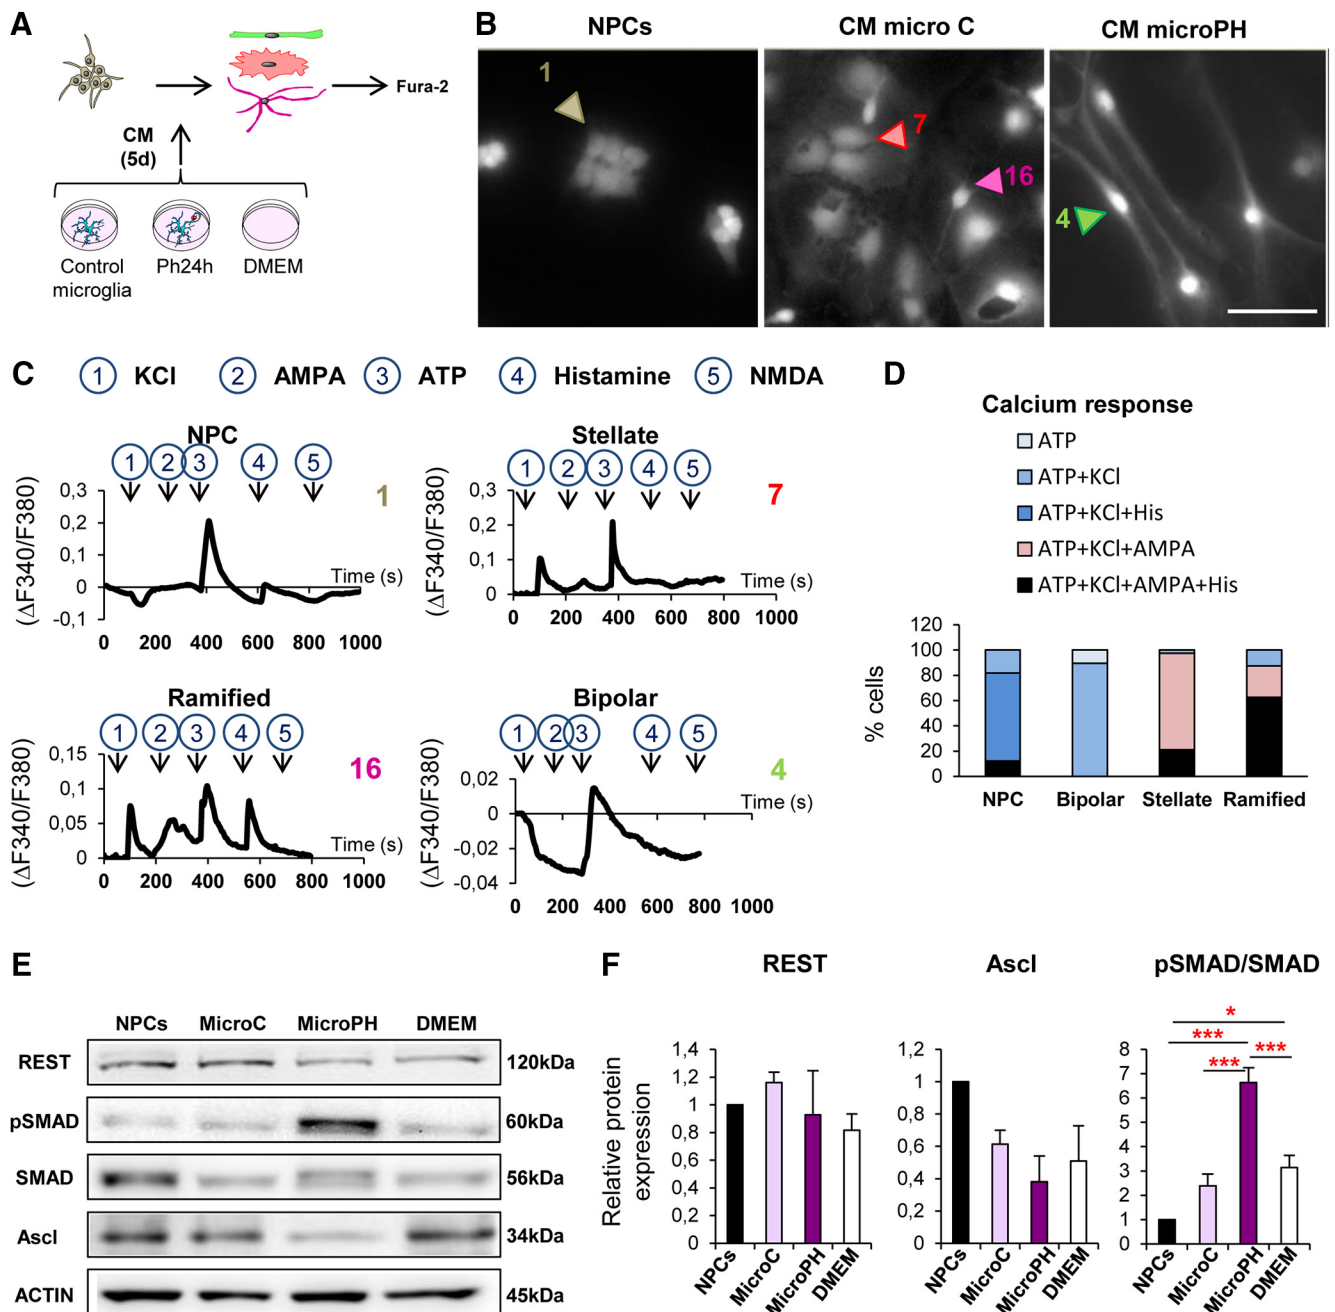 A
CM
(5d)
Fura-2
Control
microglia
Ph24h
DMEM
B
NPCs
CM micro C
CM microPH
1
7
16
4
C
1 KCl 2 AMPA 3 ATP 4 Histamine 5 NMDA
NPC
1 2 3 4 5
1
(ΔF340/F380)
0,3
0,2
0,1
0
-0,1
Time (s)
0 200 400 600 800 1000
Stellate
1 2 3 4 5
7
(ΔF340/F380)
0,3
0,2
0,1
0
Time (s)
0 200 400 600 800 1000
Ramified
1 2 3 4 5
16
(ΔF340/F380)
0,15
0,1
0,05
0
Time (s)
0 200 400 600 800 1000
Bipolar
1 2 3 4 5
4
(ΔF340/F380)
0,02
0
-0,02
-0,04
Time (s)
0 200 400 600 800 1000
D
Calcium response
ATP
ATP+KCl
ATP+KCl+His
ATP+KCl+AMPA
ATP+KCl+AMPA+His
% cells
120
100
80
60
40
20
0
NPC Bipolar Stellate Ramified
E
NPCs MicroC MicroPH DMEM
REST 120kDa
pSMAD 60kDa
SMAD 56kDa
Ascl 34kDa
ACTIN 45kDa
F
Relative protein
expression
REST
1,4
1,2
1
0,8
0,6
0,4
0,2
0
NPCs MicroC MicroPH DMEM
Ascl
1,2
1
0,8
0,6
0,4
0,2
0
NPCs MicroC MicroPH DMEM
pSMAD/SMAD
*
***
*** ***
8
7
6
5
4
3
2
1
0
NPCs MicroC MicroPH DMEM